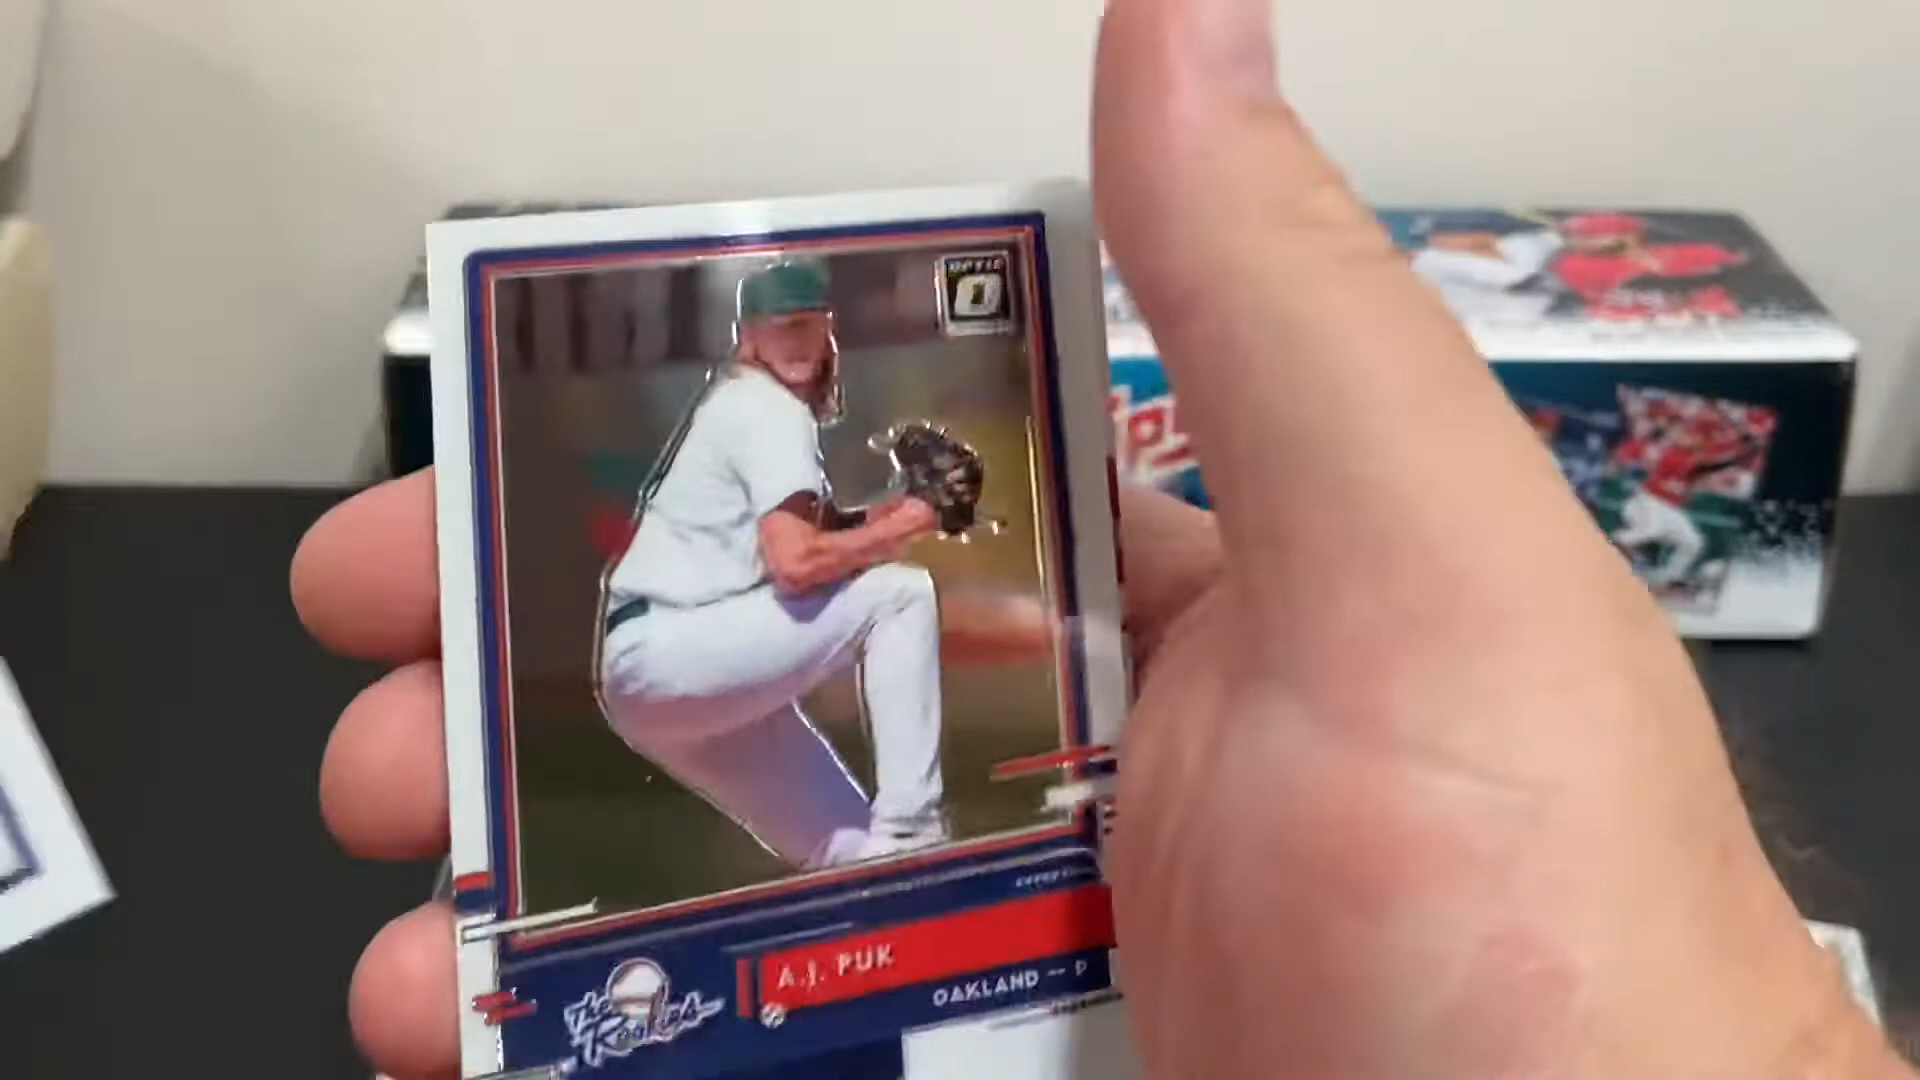 OPTIC
A.J. PUK
OAKLAND -- P
The
Rookies